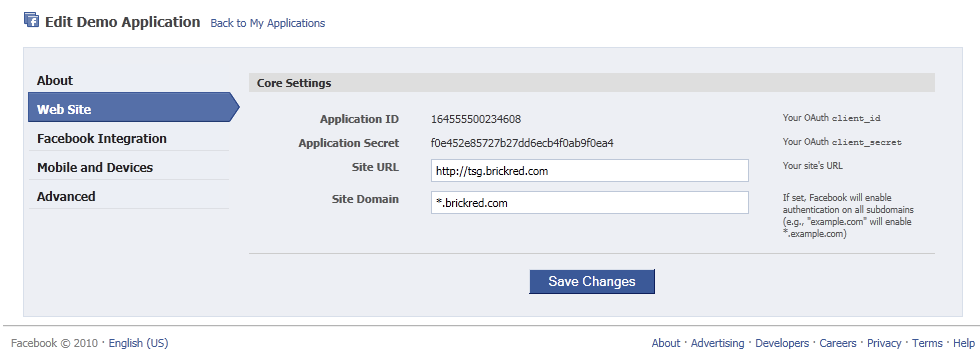 Edit Demo Application Back to My Applications
About
Web Site
Facebook Integration
Mobile and Devices
Advanced
Core Settings
Application ID 164555500234608 Your OAuth client_id
Application Secret f0e452e85727b27dd6ecb4f0ab9f0ea4 Your OAuth client_secret
Site URL http://tsg.brickred.com Your site's URL
Site Domain *.brickred.com If set, Facebook will enable
authentication on all subdomains
(e.g., "example.com" will enable
*.example.com)
Save Changes
Facebook © 2010 · English (US) About · Advertising · Developers · Careers · Privacy · Terms · Help